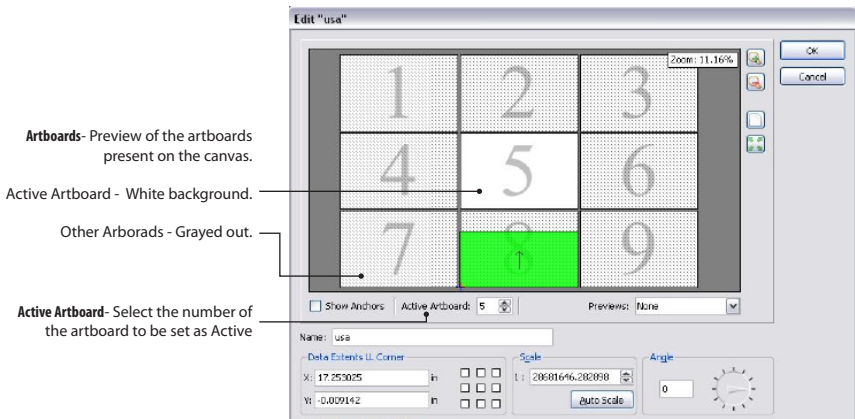 Edit "usa"
1 2 3
Zoom: 11.16%
OK
Cancel
Artboards- Preview of the artboards
present on the canvas.
4 5 6
Active Artboard - White background.
Other Arborads - Grayed out.
7 8 9
Active Artboard- Select the number of
the artboard to be set as Active
Show Anchors
Active Artboard: 5
Previews: None
Name: usa
Data Extents LL Corner
X: 17.253025 in
Y: -0.009142 in
Scale
1 : 28681646.282898
Auto Scale
Angle
0